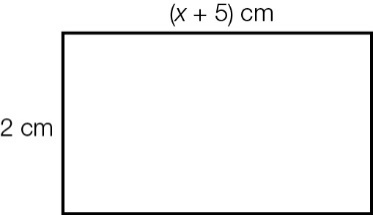 (x + 5) cm
2 cm